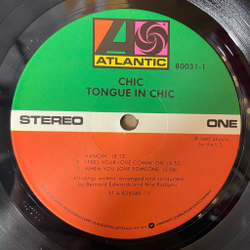 ATLANTIC
80031-1
CHIC
TONGUE IN CHIC
STEREO
ONE
1. HANGIN'
2. I FEEL YOUR LOVE COMIN' ON
3. WHEN YOU LOVE SOMEONE
All songs written, arranged and conducted
by Bernard Edwards and Nile Rodgers